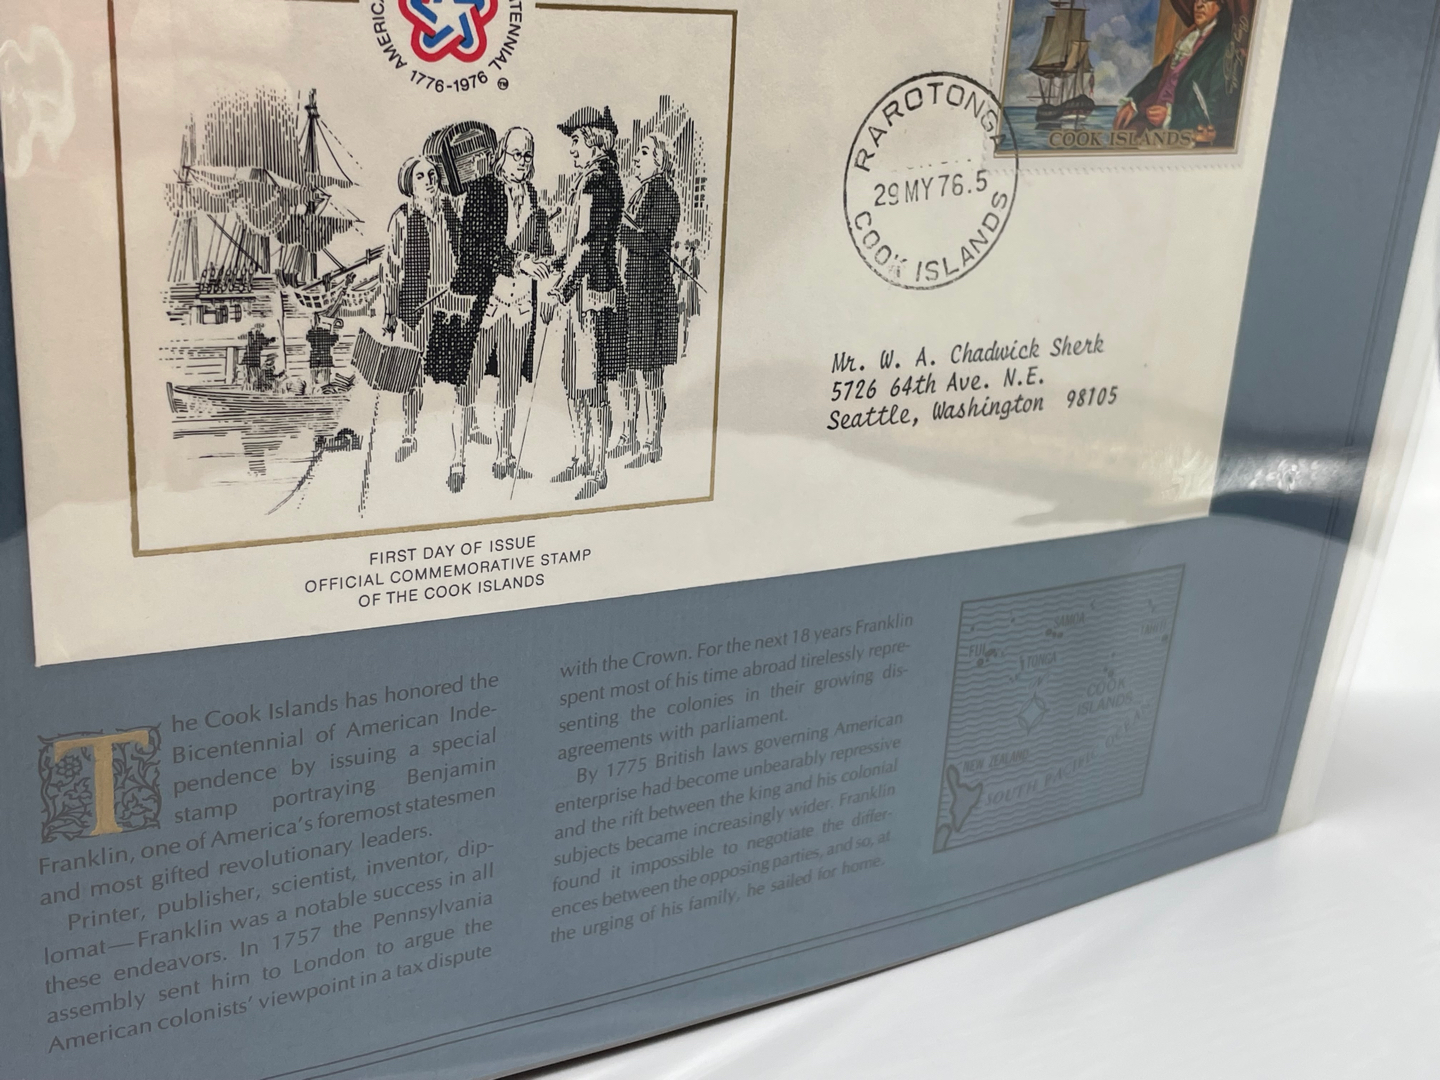 AMERICA
ENTENNIAL
1776-1976
COOK ISLANDS
RAROTONGA
29 MY 76.5
COOK ISLANDS
Mr. W. A. Chadwick Sherk
5726 64th Ave. N.E.
Seattle, Washington 98105
FIRST DAY OF ISSUE
OFFICIAL COMMEMORATIVE STAMP
OF THE COOK ISLANDS
The Cook Islands has honored the
Bicentennial of American Inde-
pendence by issuing a special
stamp portraying Benjamin
Franklin, one of America's foremost statesmen
and most gifted revolutionary leaders.
Printer, publisher, scientist, inventor, dip-
lomat—Franklin was a notable success in all
these endeavors. In 1757 the Pennsylvania
assembly sent him to London to argue the
American colonists' viewpoint in a tax dispute
with the Crown. For the next 18 years Franklin
spent most of his time abroad tirelessly repre-
senting the colonies in their growing dis-
agreements with parliament.
By 1775 British laws governing American
enterprise had become unbearably repressive
and the rift between the king and his colonial
subjects became increasingly wider. Franklin
found it impossible to negotiate the differ-
ences between the opposing parties, and so, at
the urging of his family, he sailed for home.
SAMOA
TAHITI
FIJI
TONGA
COOK
ISLANDS
NEW ZEALAND
SOUTH PACIFIC OCEAN